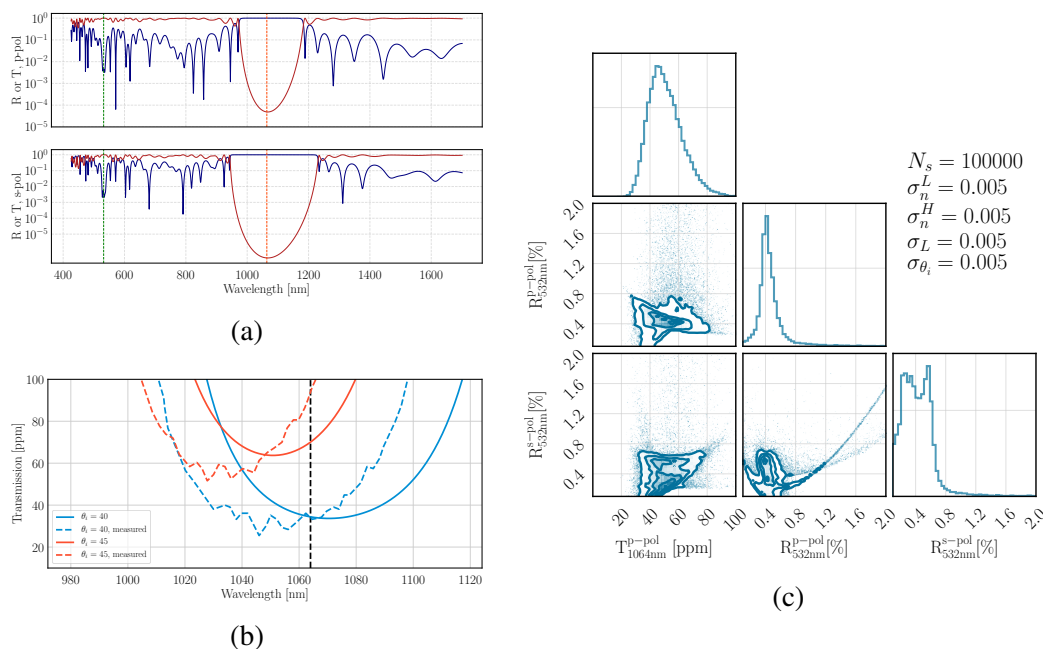 R or T, p-pol
10^0
10^-1
10^-2
10^-3
10^-4
10^-5
R or T, s-pol
10^0
10^-1
10^-2
10^-3
10^-4
10^-5
400 600 800 1000 1200 1400 1600
Wavelength [nm]
(a)
Transmission [ppm]
100
80
60
40
20
θ_i = 40
θ_i = 40, measured
θ_i = 45
θ_i = 45, measured
980 1000 1020 1040 1060 1080 1100 1120
Wavelength [nm]
(b)
N_s = 100000
σ_n^L = 0.005
σ_n^H = 0.005
σ_L = 0.005
σ_θ_i = 0.005
R_532nm^p-pol[%]
2.0
1.6
1.2
0.8
0.4
R_532nm^s-pol[%]
2.0
1.6
1.2
0.8
0.4
20 40 60 80 100
T_1064nm^p-pol [ppm]
0.4 0.8 1.2 1.6 2.0
R_532nm^p-pol[%]
0.4 0.8 1.2 1.6 2.0
R_532nm^s-pol[%]
(c)